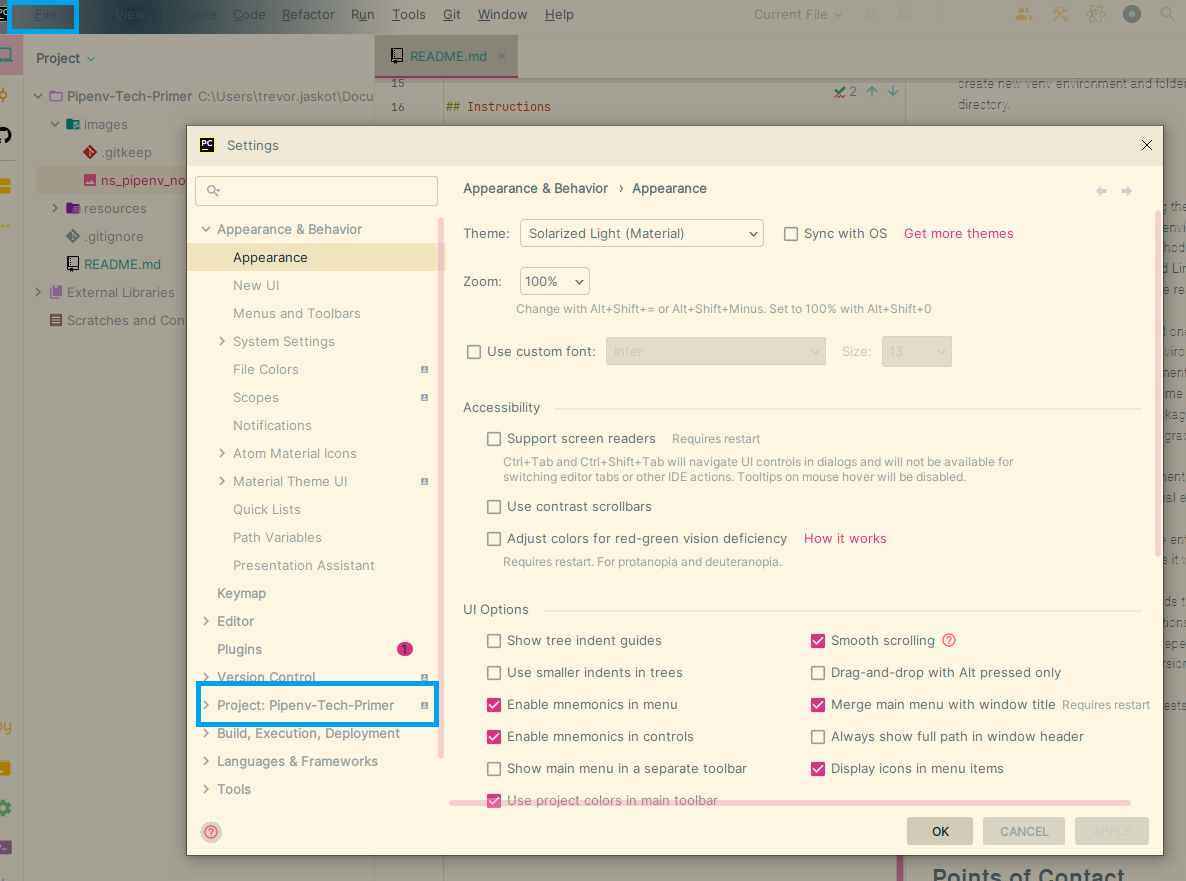 PC File View Navigate Code Refactor Run Tools Git Window Help Current File
Project
README.md
Pipenv-Tech-Primer C:\Users\trevor.jaskot\Docu
images
.gitkeep
ns_pipenv_no
resources
.gitignore
README.md
External Libraries
Scratches and Con
15
16 ## Instructions
2
create new venv environment and folder
directory.
PC Settings
Appearance & Behavior
Appearance
New UI
Menus and Toolbars
System Settings
File Colors
Scopes
Notifications
Atom Material Icons
Material Theme UI
Quick Lists
Path Variables
Presentation Assistant
Keymap
Editor
Plugins 1
Version Control
Project: Pipenv-Tech-Primer
Build, Execution, Deployment
Languages & Frameworks
Tools
Appearance & Behavior › Appearance
Theme: Solarized Light (Material) Sync with OS Get more themes
Zoom: 100%
Change with Alt+Shift+= or Alt+Shift+Minus. Set to 100% with Alt+Shift+0
Use custom font: Inter Size: 13
Accessibility
Support screen readers Requires restart
Ctrl+Tab and Ctrl+Shift+Tab will navigate UI controls in dialogs and will not be available for
switching editor tabs or other IDE actions. Tooltips on mouse hover will be disabled.
Use contrast scrollbars
Adjust colors for red-green vision deficiency How it works
Requires restart. For protanopia and deuteranopia.
UI Options
Show tree indent guides Smooth scrolling ?
Use smaller indents in trees Drag-and-drop with Alt pressed only
Enable mnemonics in menu Merge main menu with window title Requires restart
Enable mnemonics in controls Always show full path in window header
Show main menu in a separate toolbar Display icons in menu items
Use project colors in main toolbar
? OK CANCEL APPLY
Points of Contact